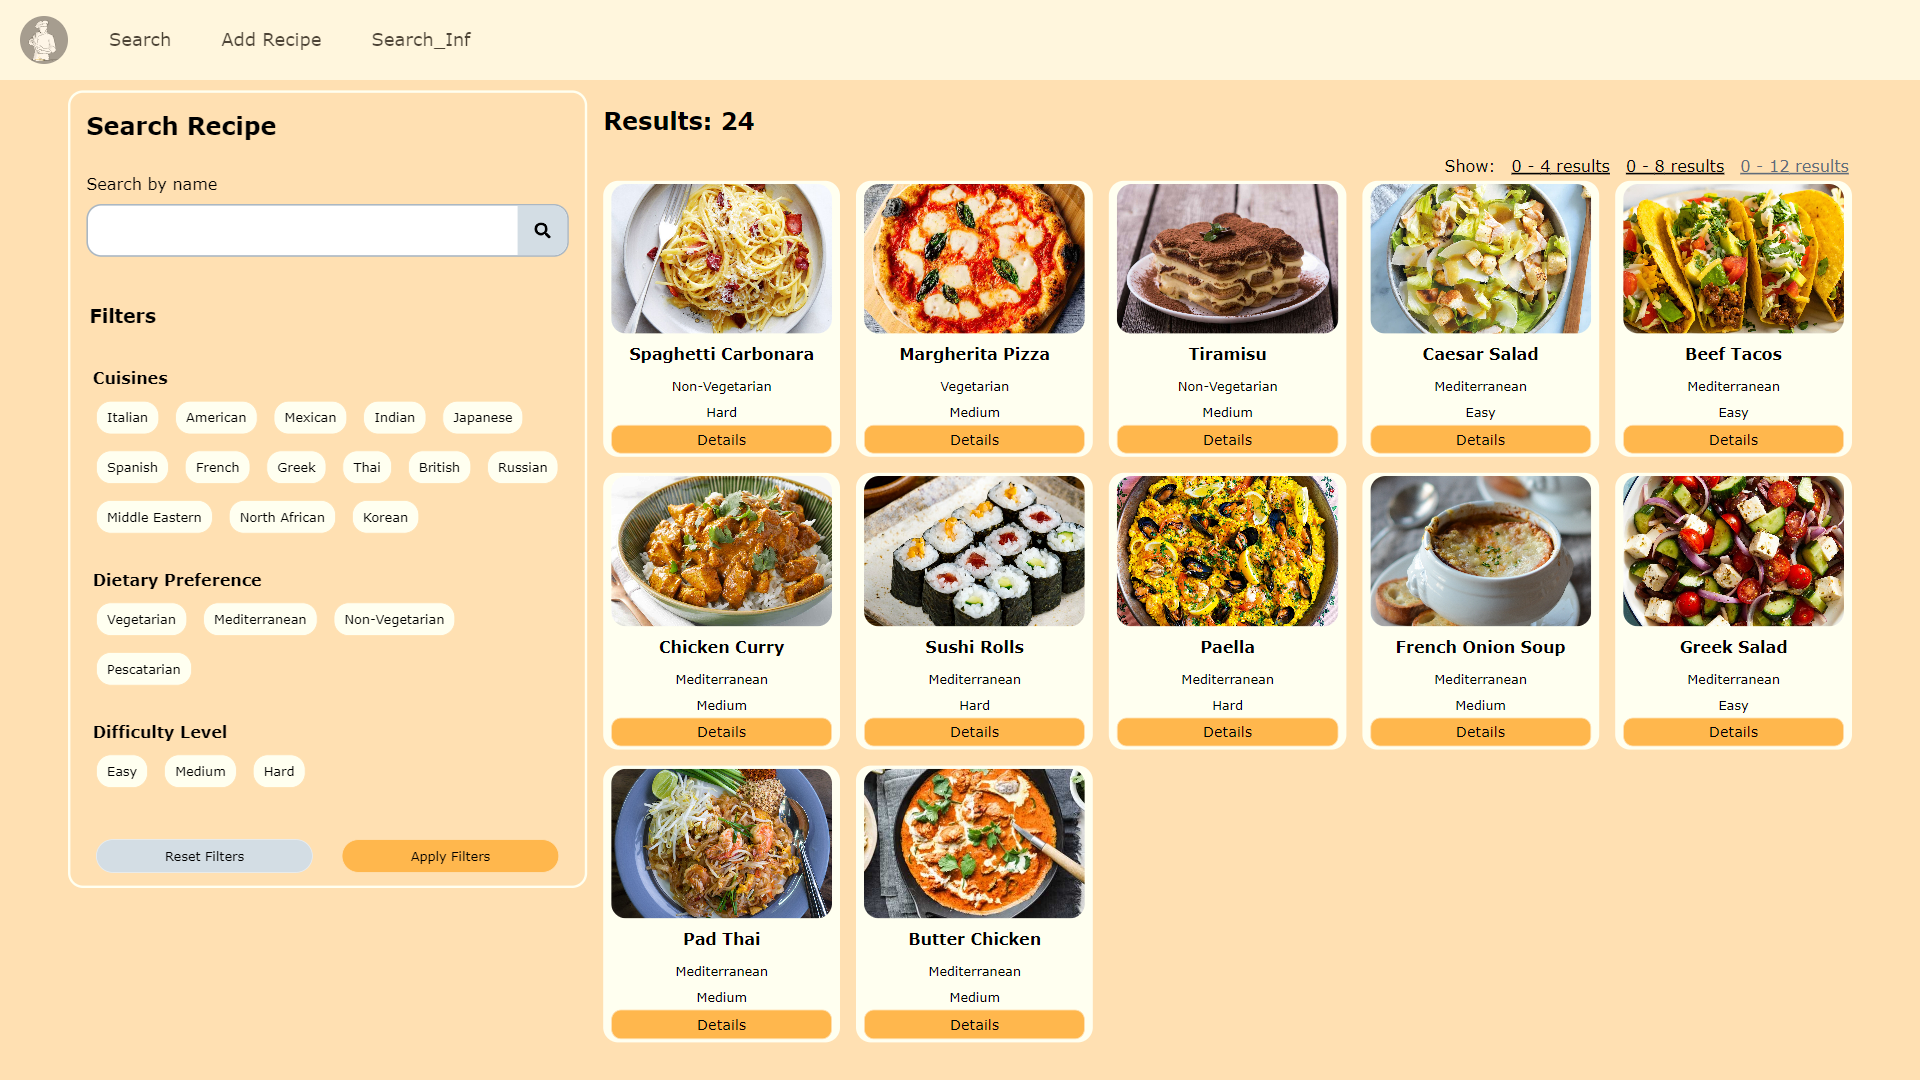 Search Add Recipe Search_Inf
Search Recipe
Search by name
Filters
Cuisines
Italian American Mexican Indian Japanese
Spanish French Greek Thai British Russian
Middle Eastern North African Korean
Dietary Preference
Vegetarian Mediterranean Non-Vegetarian
Pescatarian
Difficulty Level
Easy Medium Hard
Reset Filters Apply Filters
Results: 24
Show: 0 - 4 results 0 - 8 results 0 - 12 results
Spaghetti Carbonara
Non-Vegetarian
Hard
Details
Margherita Pizza
Vegetarian
Medium
Details
Tiramisu
Non-Vegetarian
Medium
Details
Caesar Salad
Mediterranean
Easy
Details
Beef Tacos
Mediterranean
Easy
Details
Chicken Curry
Mediterranean
Medium
Details
Sushi Rolls
Mediterranean
Hard
Details
Paella
Mediterranean
Hard
Details
French Onion Soup
Mediterranean
Medium
Details
Greek Salad
Mediterranean
Easy
Details
Pad Thai
Mediterranean
Medium
Details
Butter Chicken
Mediterranean
Medium
Details